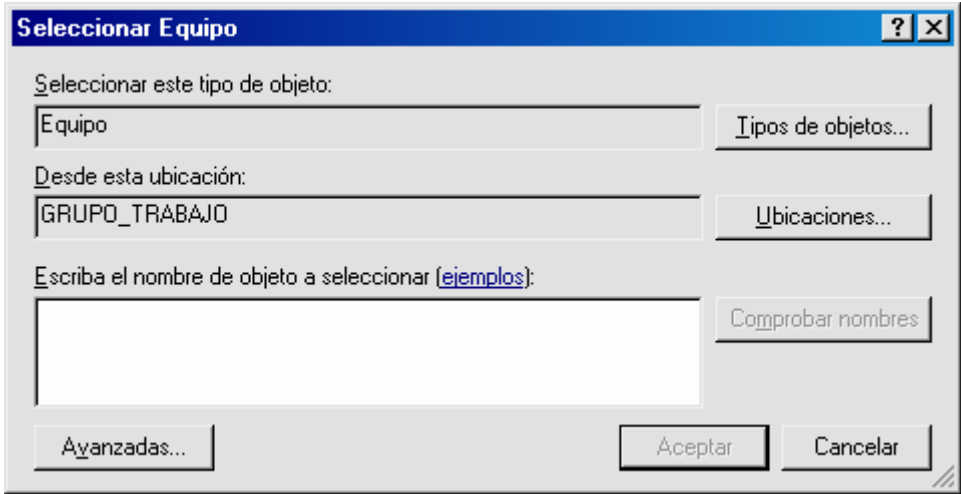 Seleccionar Equipo
Seleccionar este tipo de objeto:
Equipo
Tipos de objetos...
Desde esta ubicación:
GRUPO_TRABAJO
Ubicaciones...
Escriba el nombre de objeto a seleccionar (ejemplos):
Comprobar nombres
Avanzadas...
Aceptar
Cancelar